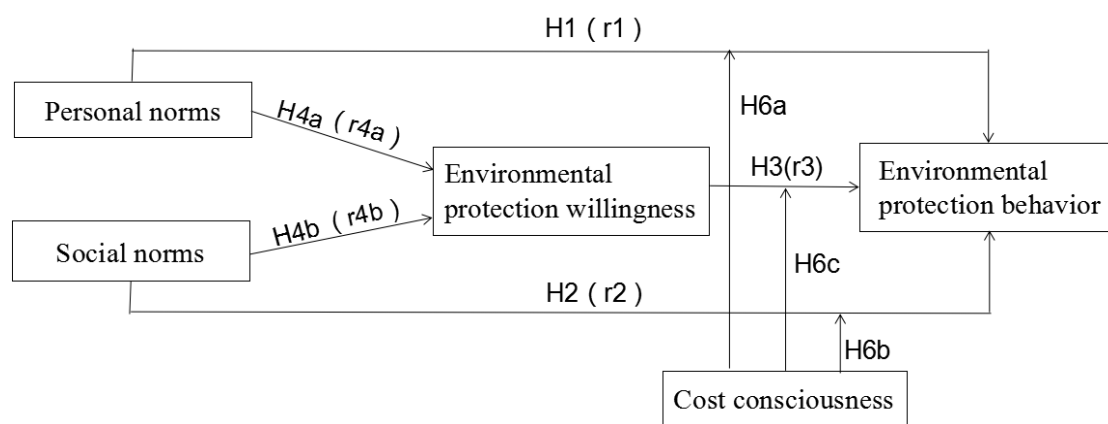 H1 ( r1 )
Personal norms
H4a ( r4a )
H6a
Environmental
protection willingness
H3(r3)
Environmental
protection behavior
H4b ( r4b )
Social norms
H6c
H2 ( r2 )
H6b
Cost consciousness